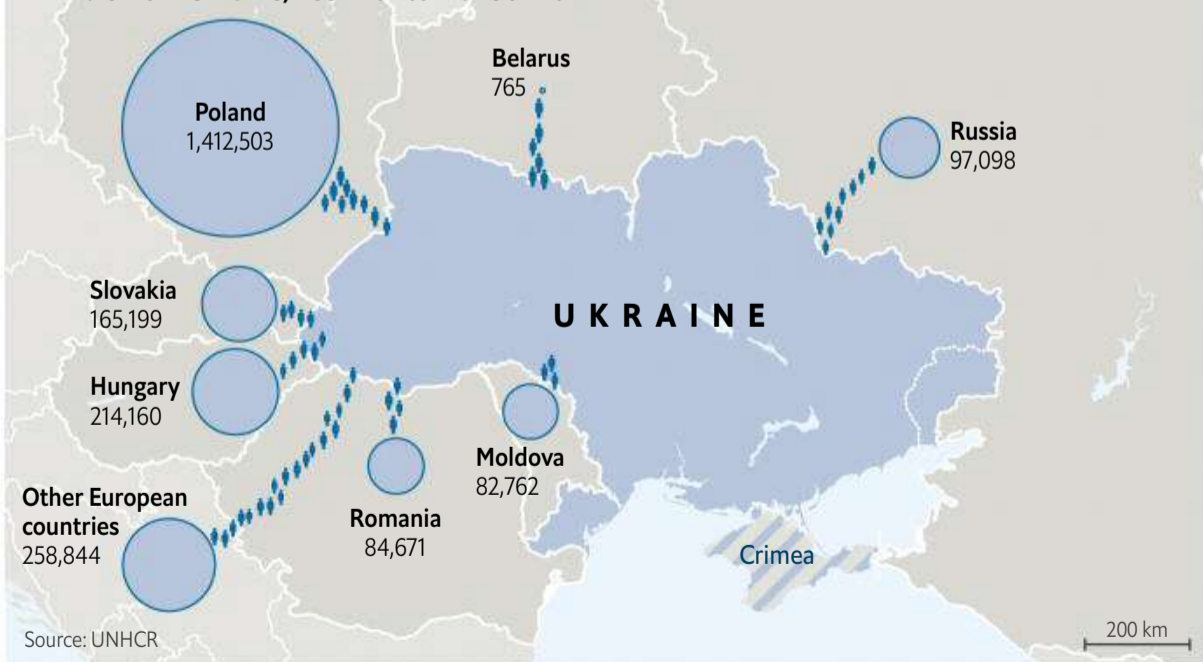 Belarus
765
Poland
1,412,503
Russia
97,098
Slovakia
165,199
UKRAINE
Hungary
214,160
Moldova
82,762
Other European
countries
258,844
Romania
84,671
Crimea
Source: UNHCR
200 km